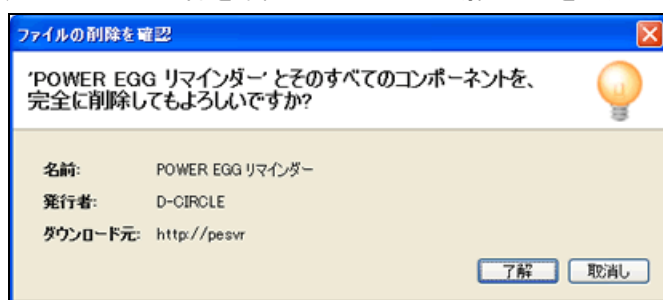 ファイルの削除を確認
'POWER EGG リマインダー' とそのすべてのコンポーネントを、
完全に削除してもよろしいですか?
名前: POWER EGG リマインダー
発行者: D-CIRCLE
ダウンロード元: http://pesvr
了解 取消し